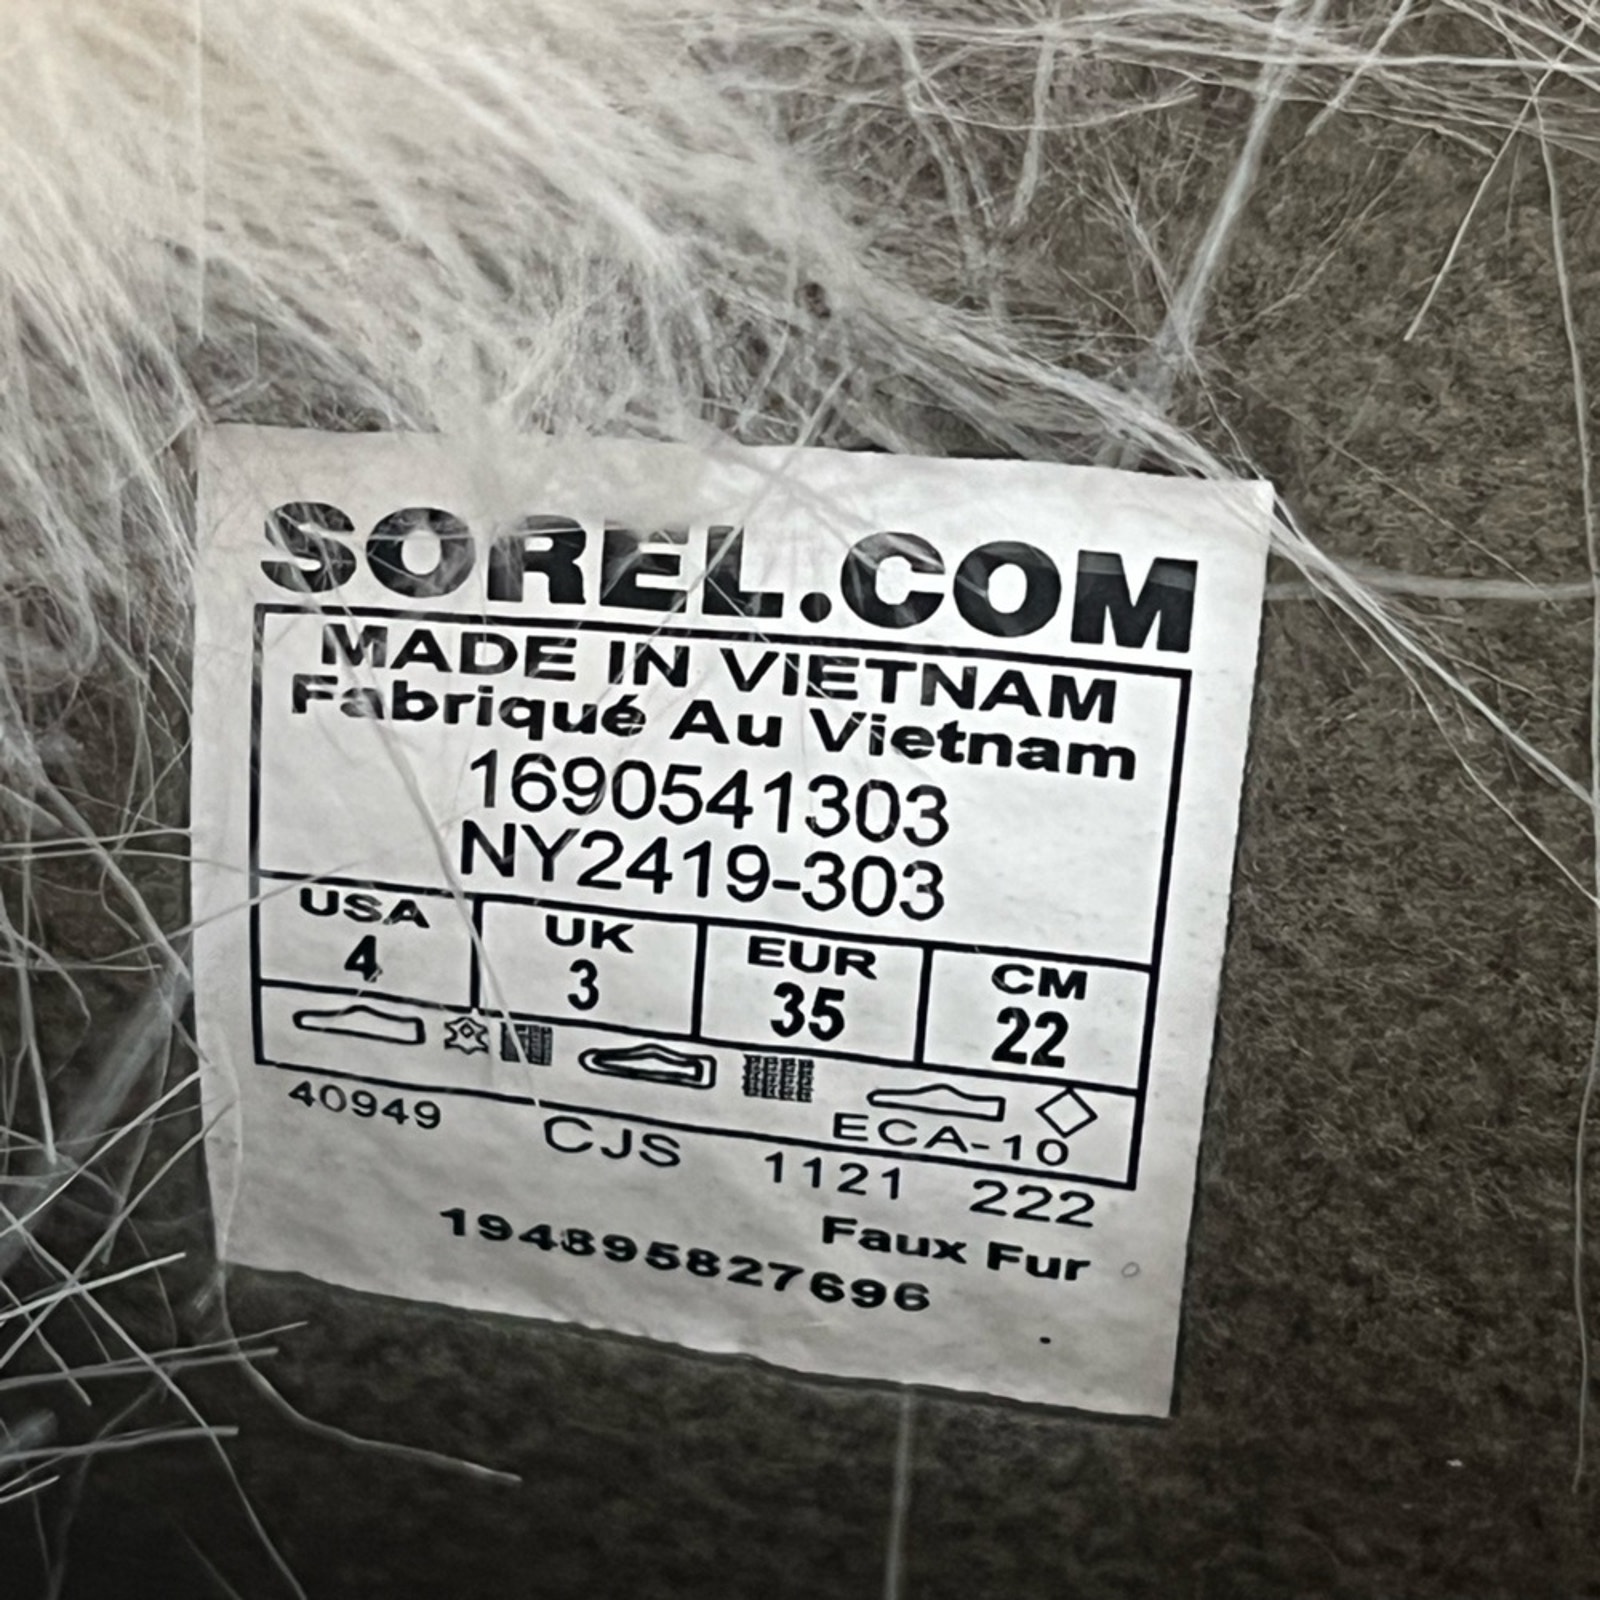 SOREL.COM
MADE IN VIETNAM
Fabriqué Au Vietnam
1690541303
NY2419-303
USA UK EUR CM
4 3 35 22
ECA-10
40949 CJS 1121 222
Faux Fur
194895827696